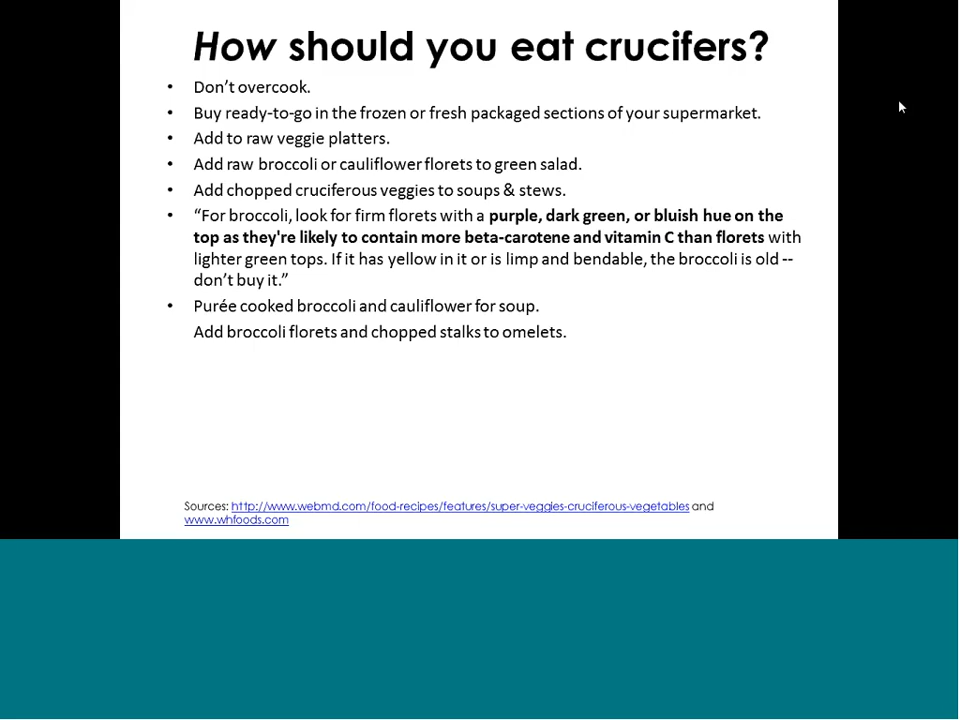 How should you eat crucifers?
• Don’t overcook.
• Buy ready-to-go in the frozen or fresh packaged sections of your supermarket.
• Add to raw veggie platters.
• Add raw broccoli or cauliflower florets to green salad.
• Add chopped cruciferous veggies to soups & stews.
• “For broccoli, look for firm florets with a purple, dark green, or bluish hue on the
top as they're likely to contain more beta-carotene and vitamin C than florets with
lighter green tops. If it has yellow in it or is limp and bendable, the broccoli is old --
don’t buy it.”
• Purée cooked broccoli and cauliflower for soup.
Add broccoli florets and chopped stalks to omelets.
Sources: http://www.webmd.com/food-recipes/features/super-veggies-cruciferous-vegetables and
www.whfoods.com